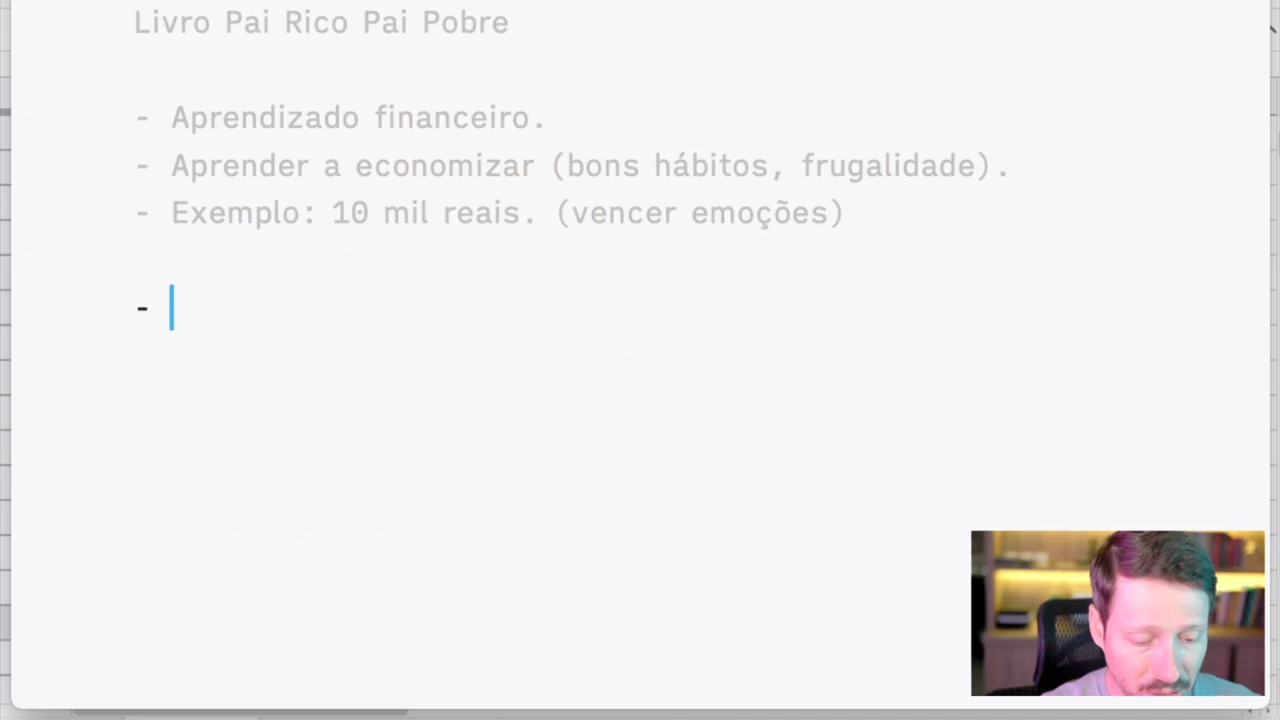 Livro Pai Rico Pai Pobre
- Aprendizado financeiro.
- Aprender a economizar (bons hábitos, frugalidade).
- Exemplo: 10 mil reais. (vencer emoções)
-